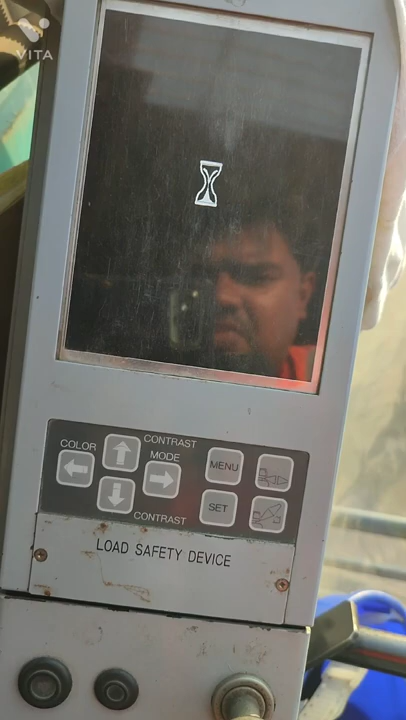 VITA
COLOR
CONTRAST
MODE
MENU
SET
CONTRAST
LOAD SAFETY DEVICE